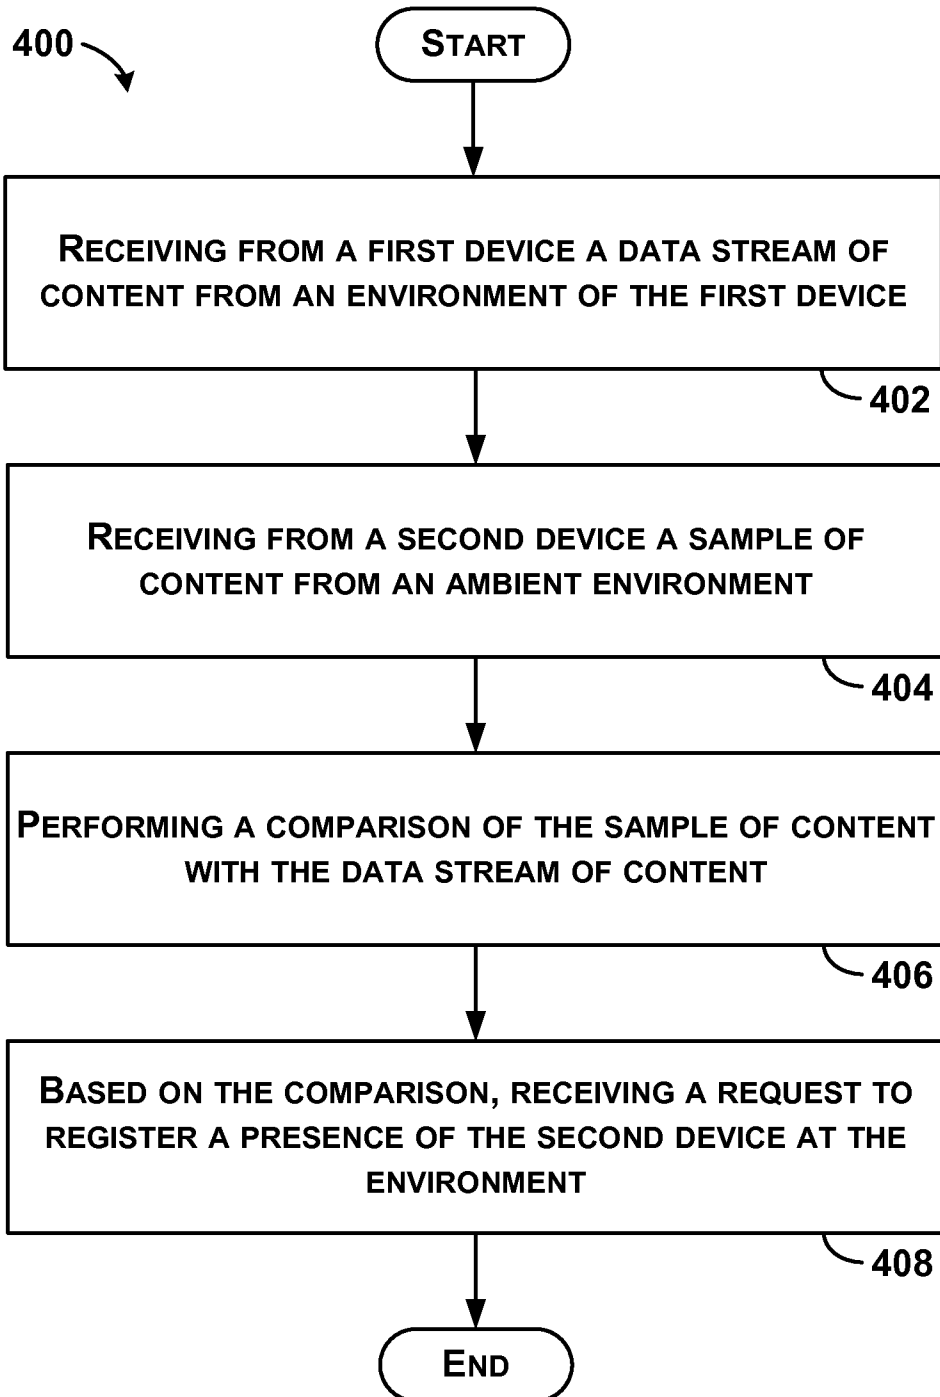 400
START
RECEIVING FROM A FIRST DEVICE A DATA STREAM OF
CONTENT FROM AN ENVIRONMENT OF THE FIRST DEVICE
402
RECEIVING FROM A SECOND DEVICE A SAMPLE OF
CONTENT FROM AN AMBIENT ENVIRONMENT
404
PERFORMING A COMPARISON OF THE SAMPLE OF CONTENT
WITH THE DATA STREAM OF CONTENT
406
BASED ON THE COMPARISON, RECEIVING A REQUEST TO
REGISTER A PRESENCE OF THE SECOND DEVICE AT THE
ENVIRONMENT
408
END